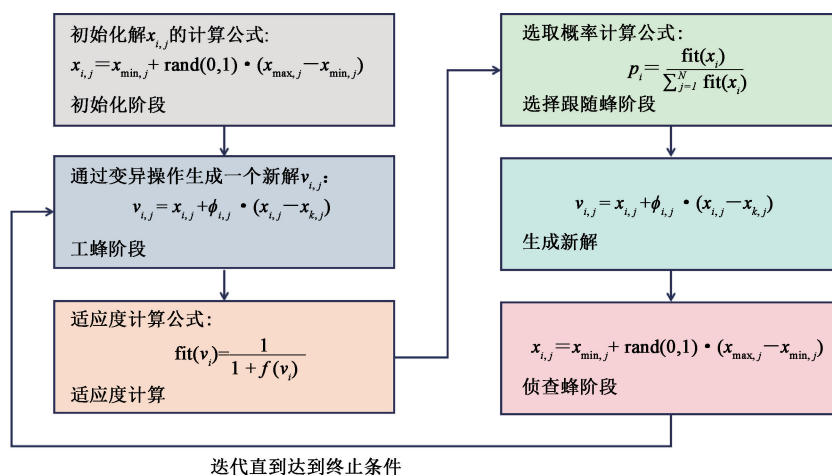 初始化解x_{i,j}的计算公式:
x_{i,j}=x_{min,j}+rand(0,1)•(x_{max,j}−x_{min,j})
初始化阶段
通过变异操作生成一个新解v_{i,j}:
v_{i,j}=x_{i,j}+ϕ_{i,j}•(x_{i,j}−x_{k,j})
工蜂阶段
适应度计算公式:
fit(v_i)=\frac{1}{1+f(v_i)}
适应度计算
选取概率计算公式:
p_i=\frac{fit(x_i)}{\sum_{j=1}^{N} fit(x_i)}
选择跟随蜂阶段
v_{i,j}=x_{i,j}+ϕ_{i,j}•(x_{i,j}−x_{k,j})
生成新解
x_{i,j}=x_{min,j}+rand(0,1)•(x_{max,j}−x_{min,j})
侦查蜂阶段
迭代直到达到终止条件